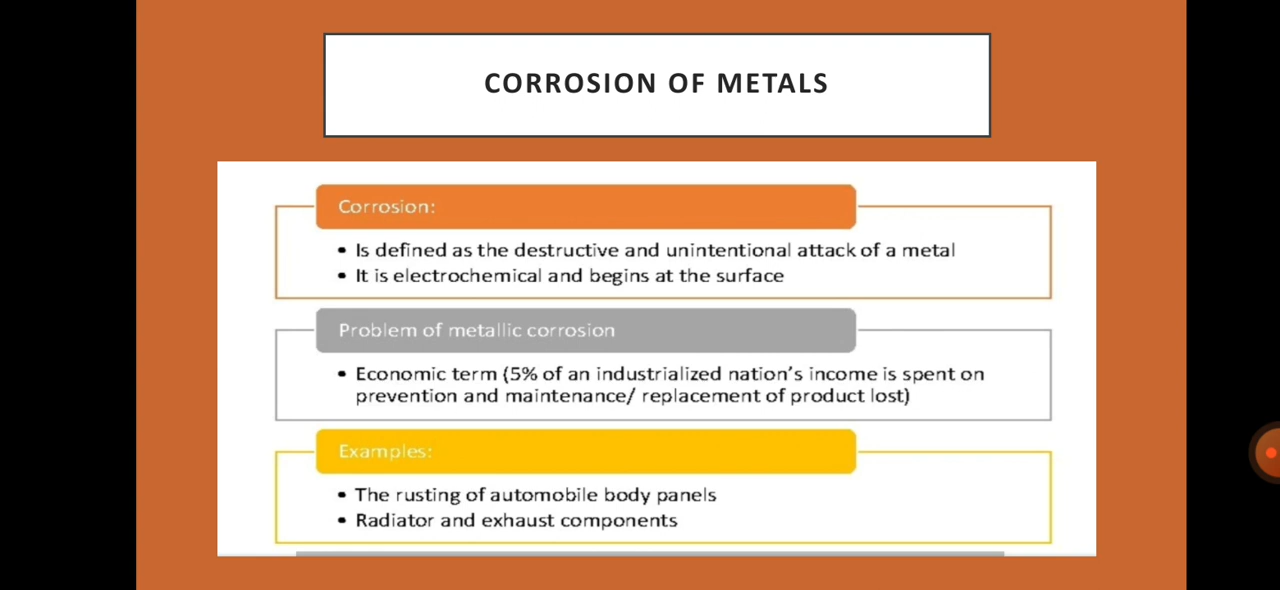 CORROSION OF METALS
Corrosion:
• Is defined as the destructive and unintentional attack of a metal
• It is electrochemical and begins at the surface
Problem of metallic corrosion
• Economic term (5% of an industrialized nation's income is spent on
prevention and maintenance/ replacement of product lost)
Examples:
• The rusting of automobile body panels
• Radiator and exhaust components